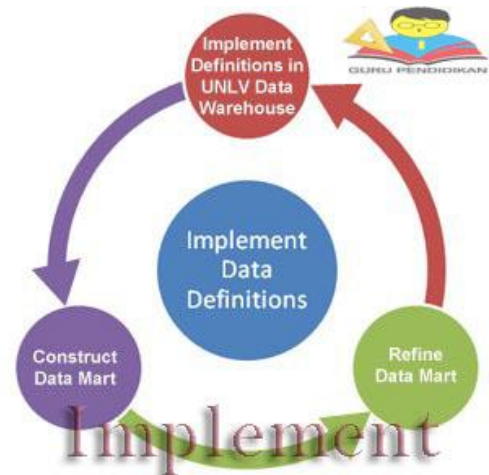 Implement
Definitions in
UNLV Data
Warehouse
GURU PENDIDIKAN
Implement
Data
Definitions
Construct
Data Mart
Refine
Data Mart
Implement